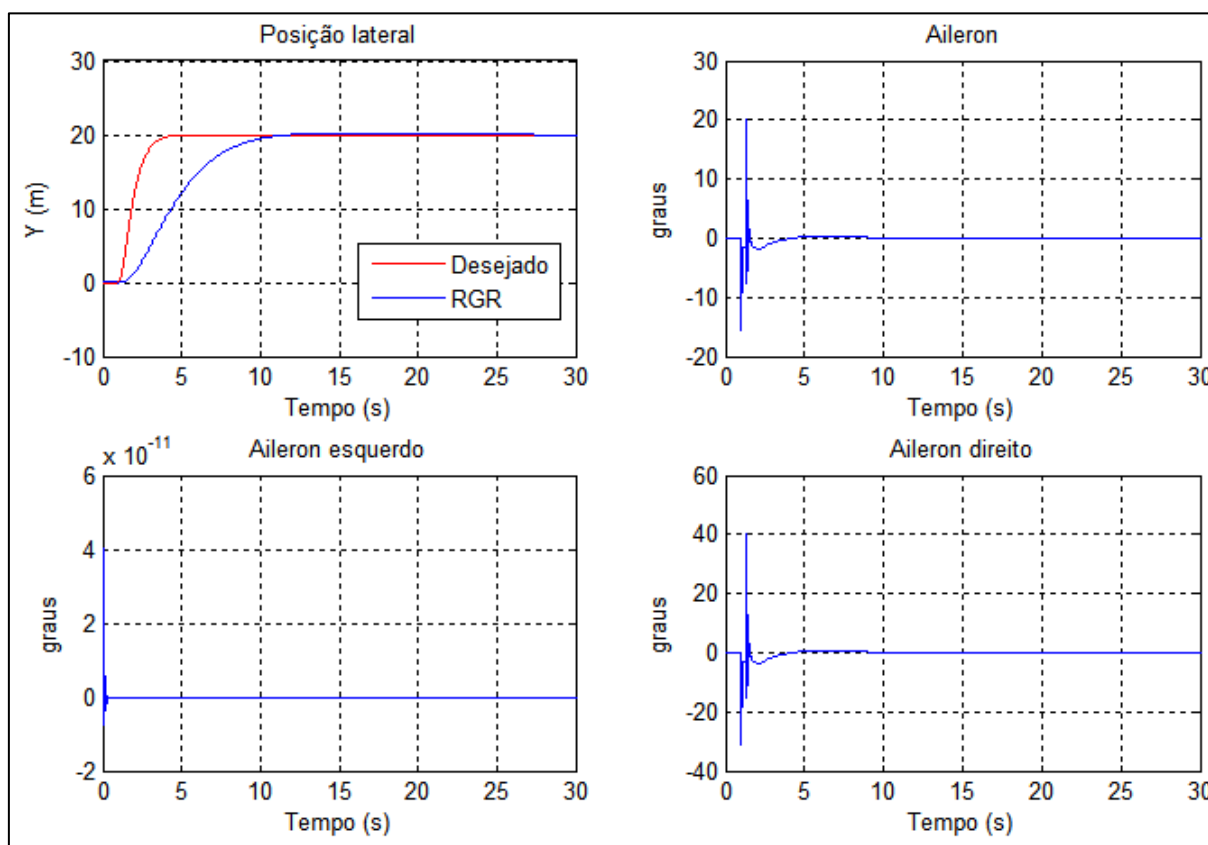 Posição lateral
30
20
10
0
-10
Y (m)
0 5 10 15 20 25 30
Tempo (s)
Desejado
RGR
Aileron
30
20
10
0
-10
-20
graus
0 5 10 15 20 25 30
Tempo (s)
Aileron esquerdo
x 10^-11
6
4
2
0
-2
graus
0 5 10 15 20 25 30
Tempo (s)
Aileron direito
60
40
20
0
-20
-40
graus
0 5 10 15 20 25 30
Tempo (s)